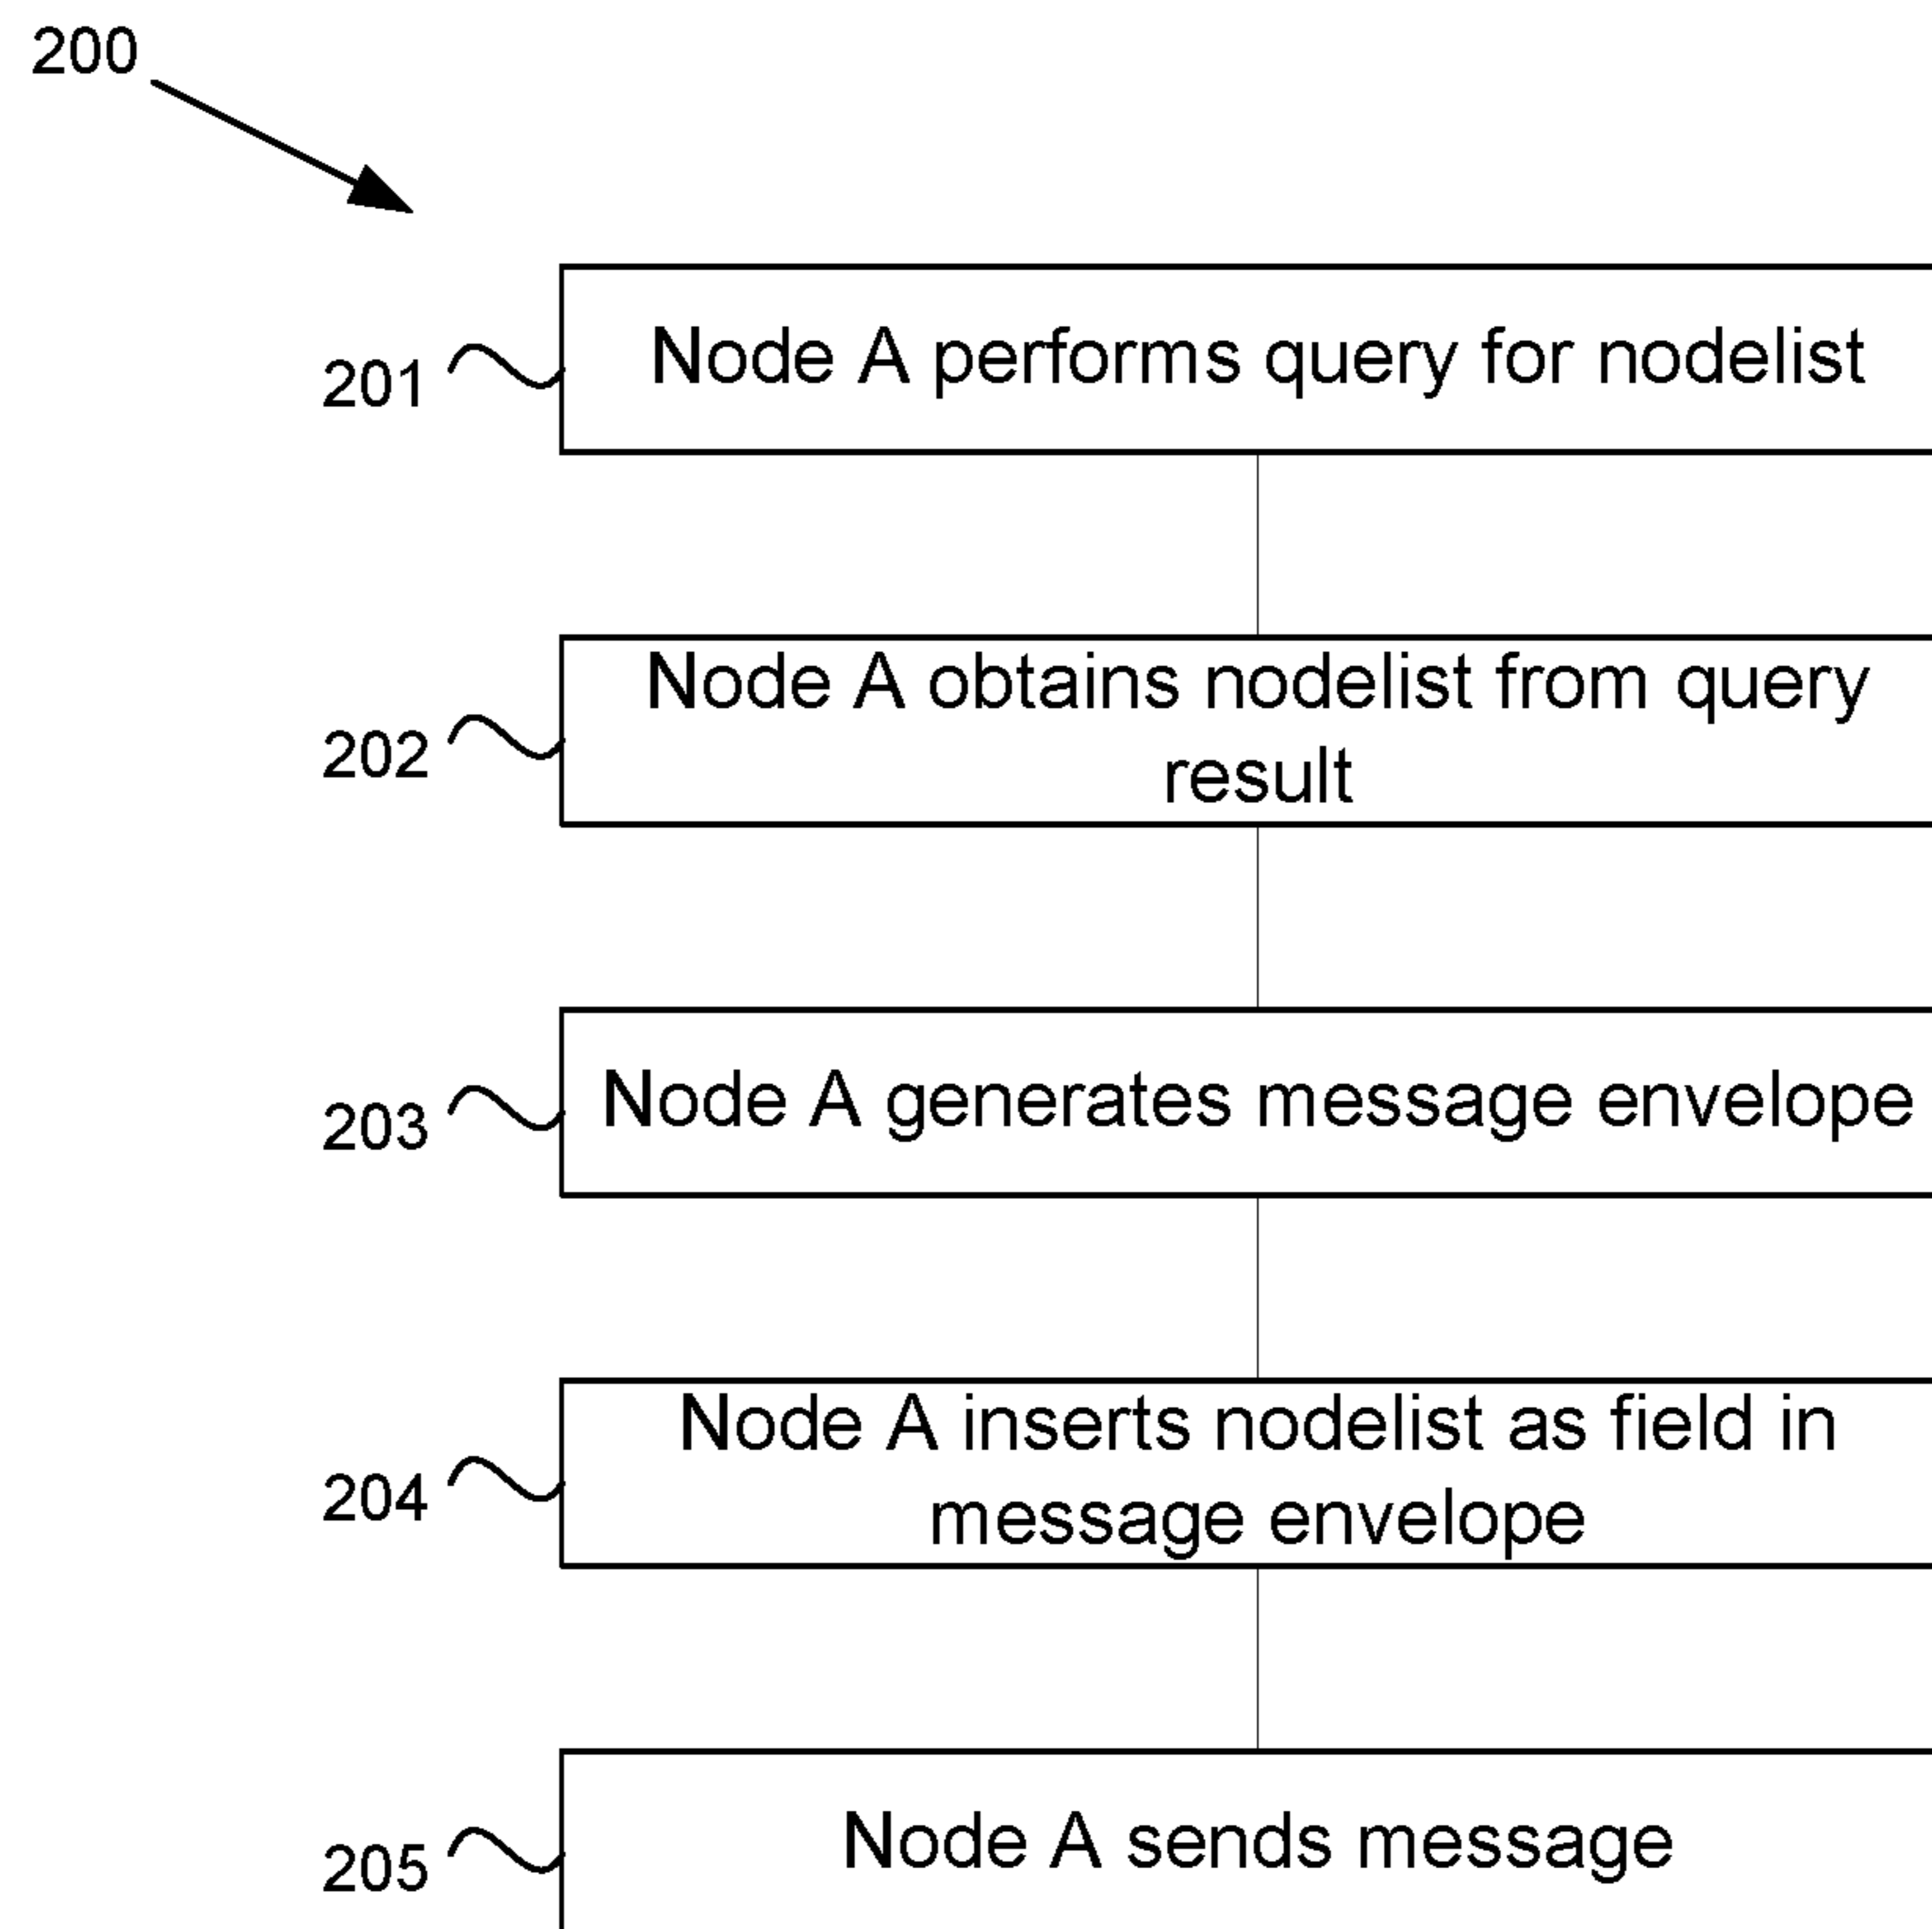 200
201
Node A performs query for nodelist
202
Node A obtains nodelist from query
result
203
Node A generates message envelope
204
Node A inserts nodelist as field in
message envelope
205
Node A sends message